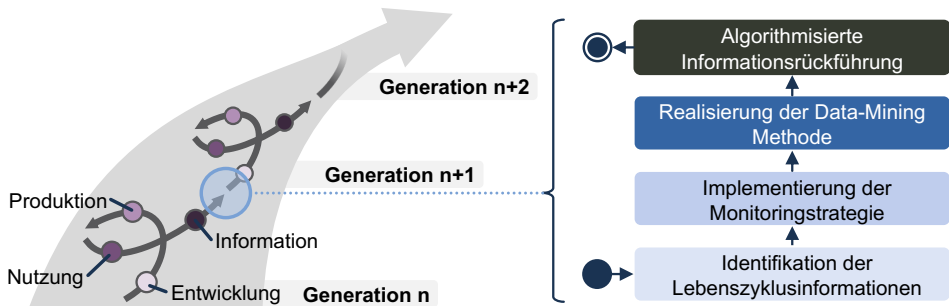 Generation n+2
Generation n+1
Produktion
Information
Nutzung
Entwicklung
Generation n
Algorithmisierte
Informationsrückführung
Realisierung der Data-Mining
Methode
Implementierung der
Monitoringstrategie
Identifikation der
Lebenszyklusinformationen